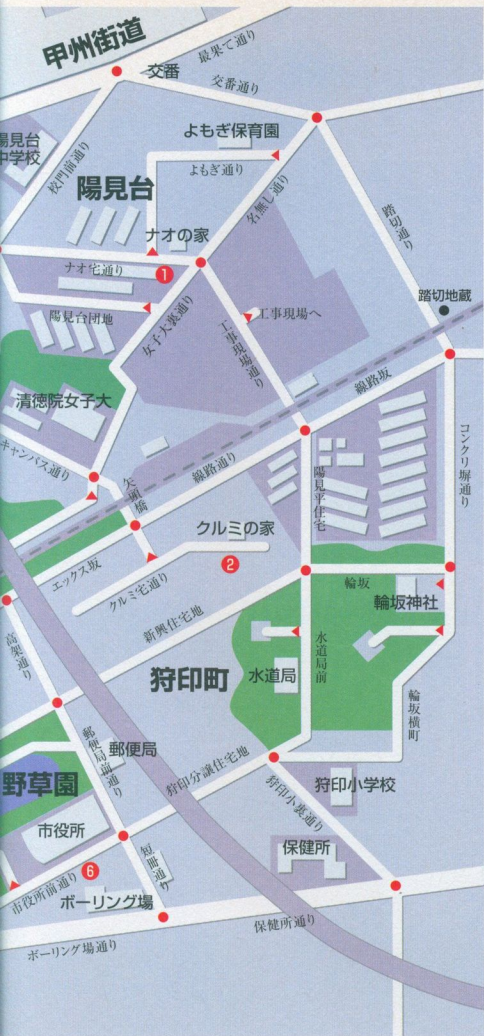 甲州街道
最果て通り
交番
交番通り
陽見台
中学校
校門前通り
よもぎ保育園
よもぎ通り
陽見台
名無し通り
踏切通り
ナオの家
ナオ宅通り
1
工事現場へ
踏切地蔵
陽見台団地
女子大裏通り
工事現場通り
線路坂
清徳院女子大
キャンパス通り
矢頭橋
線路通り
陽見平住宅
コンクリ塀通り
クルミの家
2
エックス坂
クルミ宅通り
新興住宅地
輪坂
輪坂神社
高架通り
狩印町
水道局
水道局前
輪坂横町
郵便局前通り
郵便局
狩印分譲住宅地
野草園
狩印小学校
狩印小裏通り
市役所
保健所
6
市役所前通り
短冊通り
ボーリング場
保健所通り
ボーリング場通り